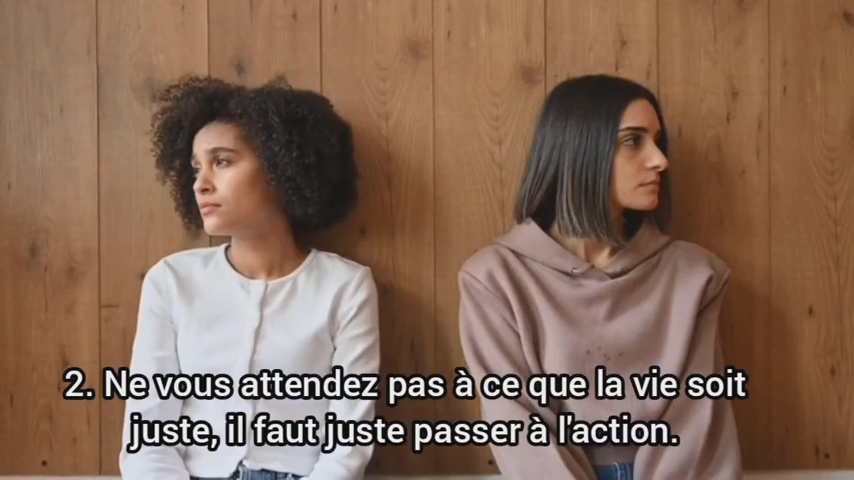 2. Ne vous attendez pas à ce que la vie soit
juste, il faut juste passer à l'action.